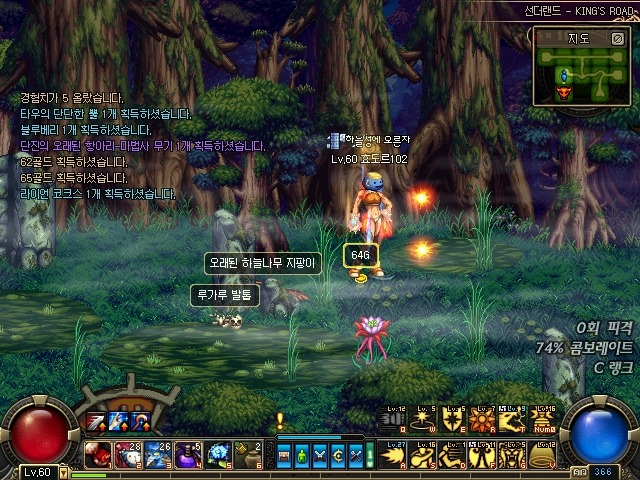 선더랜드 - KING'S ROAD
지도
경험치가 5 올랐습니다.
타우의 단단한 뿔 1개 획득하셨습니다.
블루베리 1개 획득하셨습니다.
단진의 오래된 항아리-마법사 무기 1개 획득하셨습니다.
62골드 획득하셨습니다.
65골드 획득하셨습니다.
라이언 코크스 1개 획득하셨습니다.
하늘성에 오른자
Lv,60 효도르102
64G
오래된 하늘나무 지팡이
루가루 발톱
0회 피격
74% 콤보레이트
C 랭크
Lv,60
366